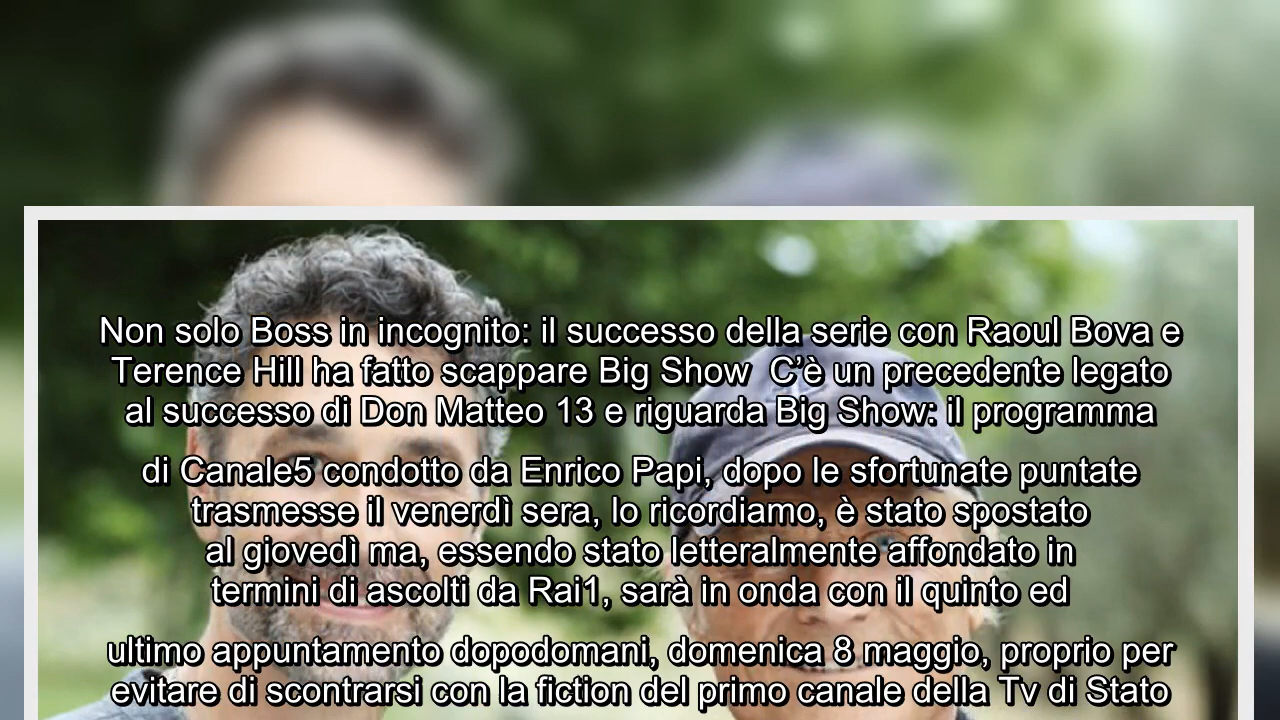 Non solo Boss in incognito: il successo della serie con Raoul Bova e
Terence Hill ha fatto scappare Big Show  C’è un precedente legato
al successo di Don Matteo 13 e riguarda Big Show: il programma
di Canale5 condotto da Enrico Papi, dopo le sfortunate puntate
trasmesse il venerdì sera, lo ricordiamo, è stato spostato
al giovedì ma, essendo stato letteralmente affondato in
termini di ascolti da Rai1, sarà in onda con il quinto ed
ultimo appuntamento dopodomani, domenica 8 maggio, proprio per
evitare di scontrarsi con la fiction del primo canale della Tv di Stato